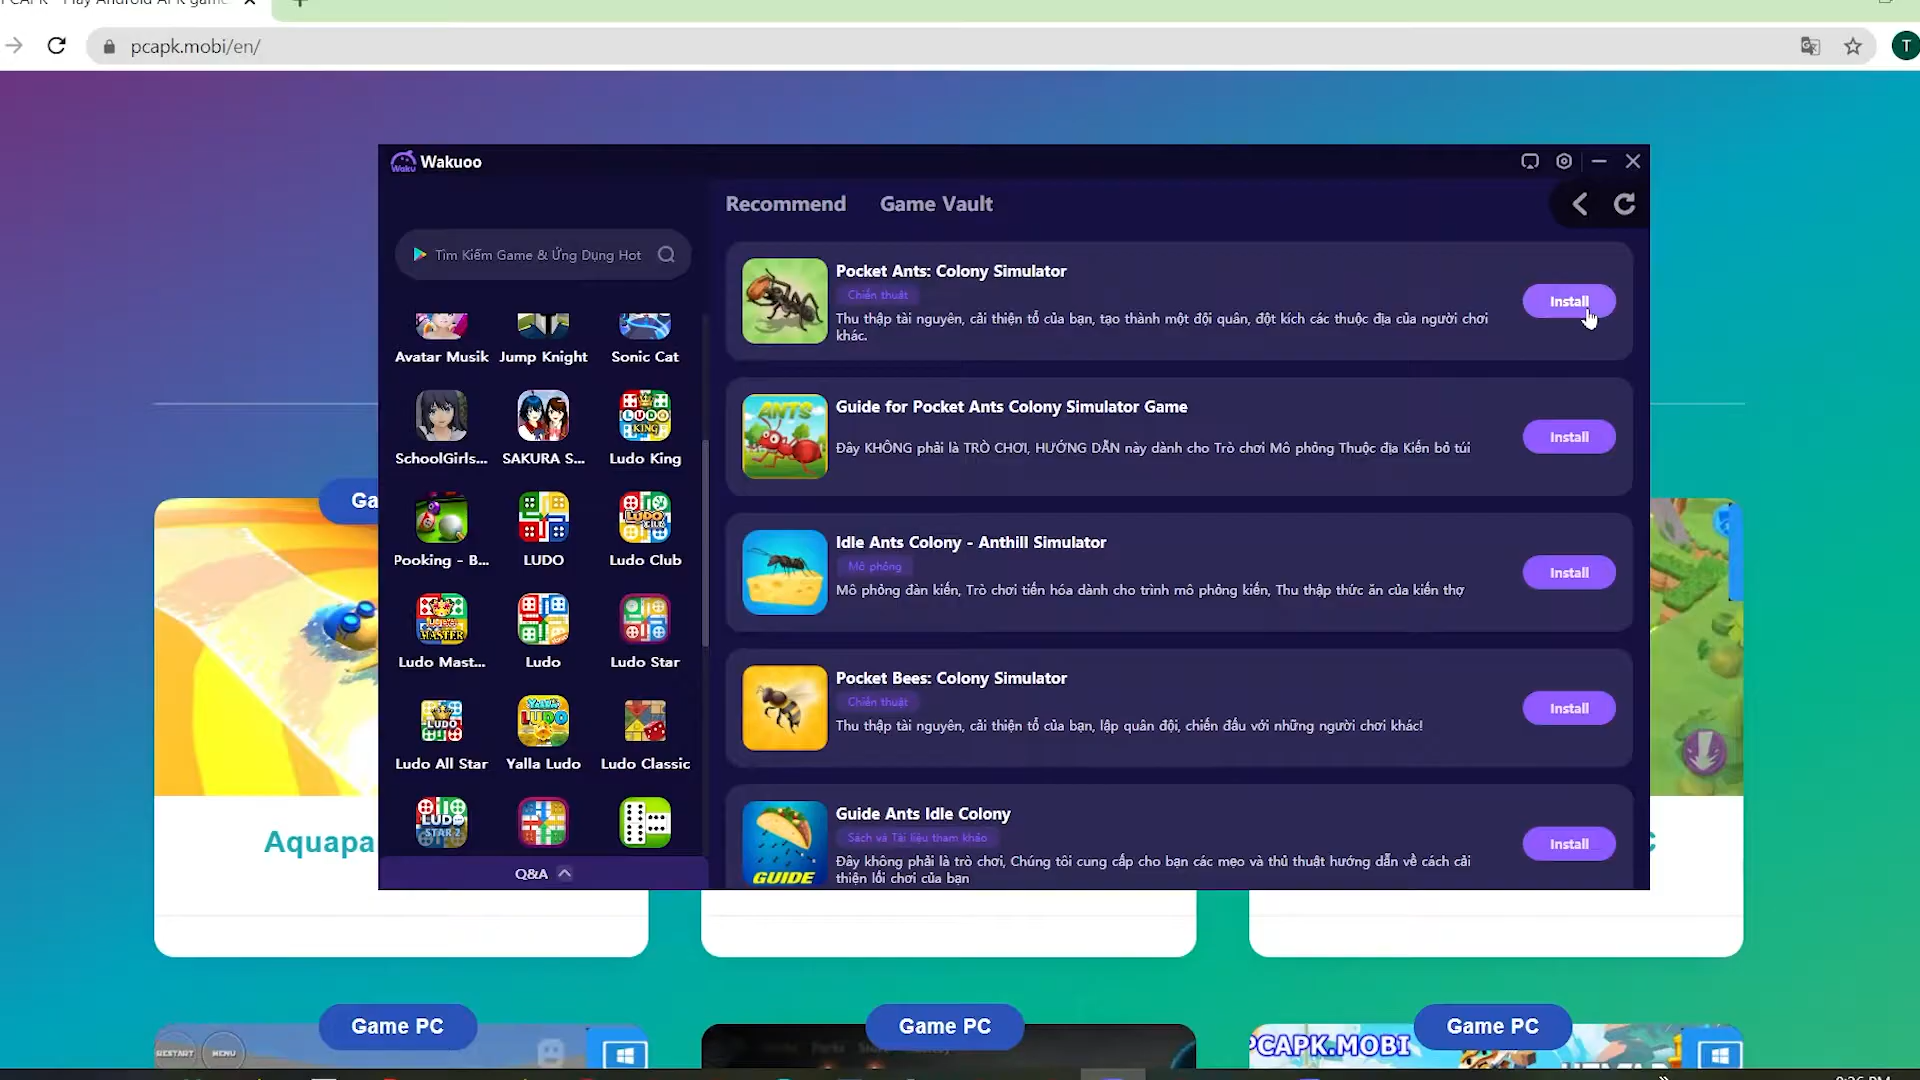 pcapk.mobi/en/
T
Waku
Wakuoo
Recommend
Game Vault
Tìm Kiếm Game & Ứng Dụng Hot
Avatar Musik
Jump Knight
Sonic Cat
SchoolGirls...
SAKURA S...
Ludo King
Pooking - B...
LUDO
Ludo Club
Ludo Mast...
Ludo
Ludo Star
Ludo All Star
Yalla Ludo
Ludo Classic
Q&A
Pocket Ants: Colony Simulator
Chiến thuật
Thu thập tài nguyên, cải thiện tổ của bạn, tạo thành một đội quân, đột kích các thuộc địa của người chơi
khác.
Install
ANTS
Guide for Pocket Ants Colony Simulator Game
Đây KHÔNG phải là TRÒ CHƠI, HƯỚNG DẪN này dành cho Trò chơi Mô phỏng Thuộc địa Kiến bỏ túi
Install
Idle Ants Colony - Anthill Simulator
Mô phỏng
Mô phỏng đàn kiến, Trò chơi tiến hóa dành cho trình mô phỏng kiến, Thu thập thức ăn của kiến thợ
Install
Pocket Bees: Colony Simulator
Chiến thuật
Thu thập tài nguyên, cải thiện tổ của bạn, lập quân đội, chiến đấu với những người chơi khác!
Install
Guide Ants Idle Colony
Sách và Tài liệu tham khảo
Đây không phải là trò chơi, Chúng tôi cung cấp cho bạn các mẹo và thủ thuật hướng dẫn về cách cải
thiện lối chơi của bạn
GUIDE
Install
Ga
Aquapa
Game PC
Game PC
Game PC
RESTART
MENU
PCAPK.MOBI